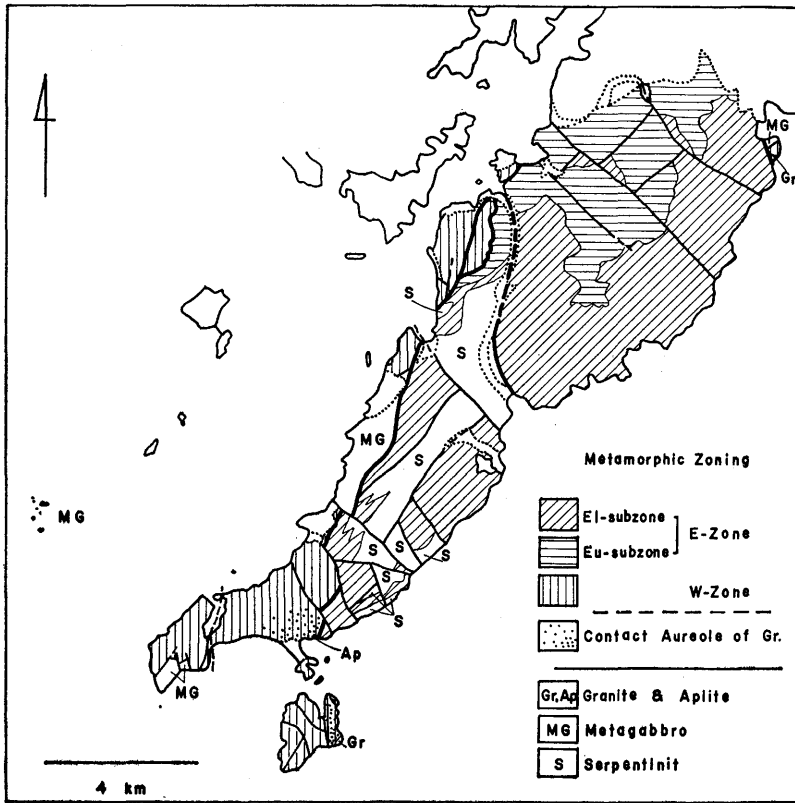 MG
Gr
S
S
MG
S
MG
S
S
S
S
S
Ap
MG
Gr
4 km
Metamorphic Zoning
El-subzone
E-Zone
Eu-subzone
W-Zone
Contact Aureole of Gr.
Gr,Ap Granite & Aplite
MG Metagabbro
S Serpentinit